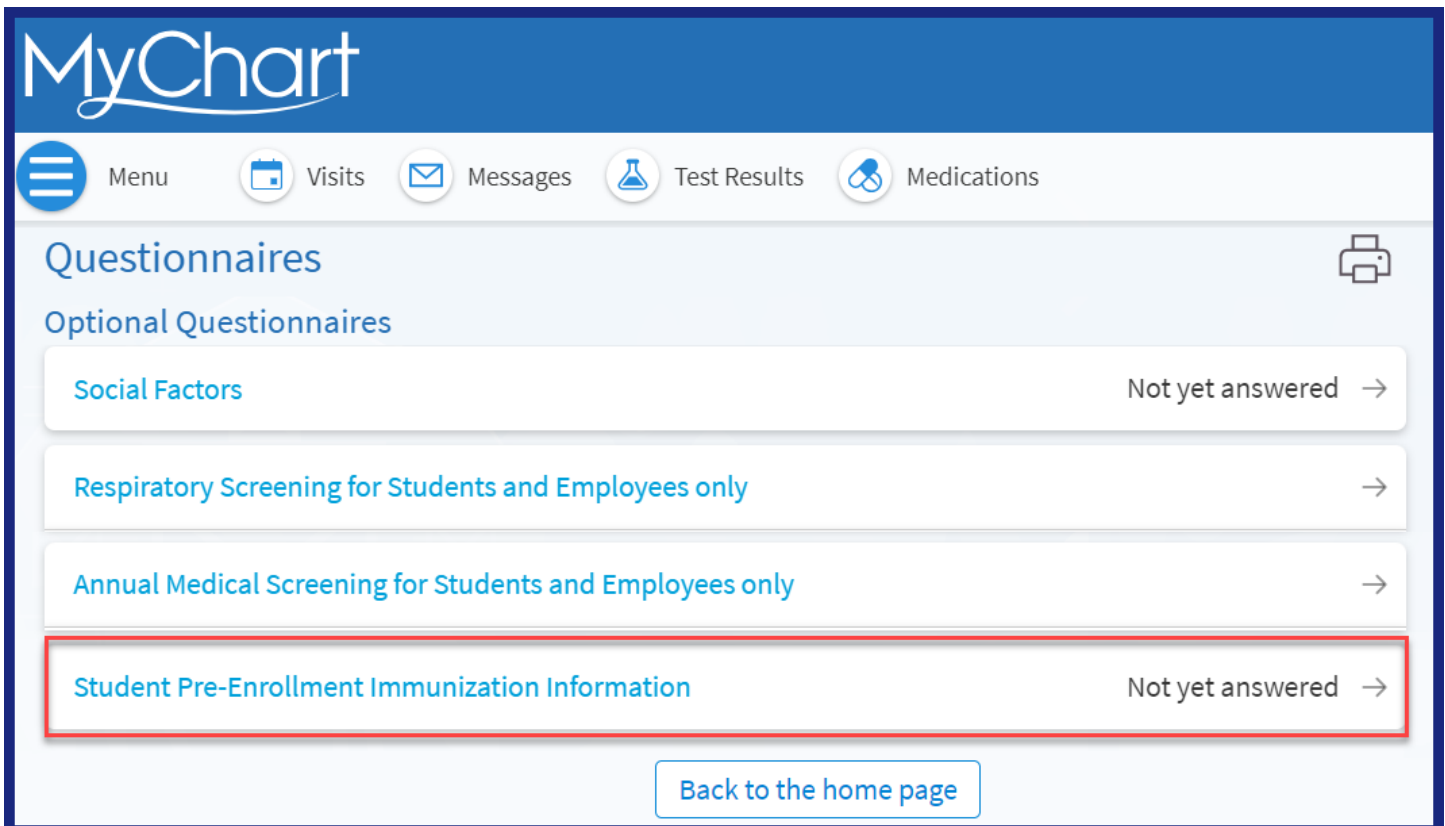 MyChart
Menu Visits Messages Test Results Medications
Questionnaires
Optional Questionnaires
Social Factors Not yet answered
Respiratory Screening for Students and Employees only
Annual Medical Screening for Students and Employees only
Student Pre-Enrollment Immunization Information Not yet answered
Back to the home page